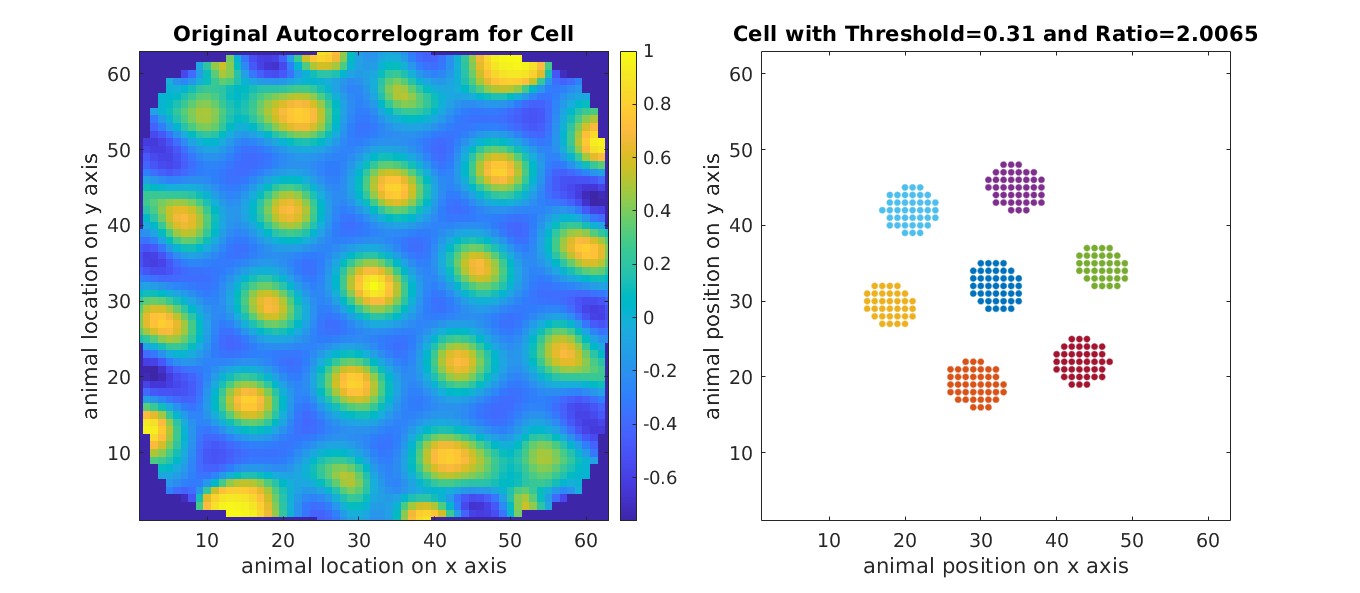 Original Autocorrelogram for Cell
animal location on y axis
60
50
40
30
20
10
10 20 30 40 50 60
animal location on x axis
1
0.8
0.6
0.4
0.2
0
-0.2
-0.4
-0.6
Cell with Threshold=0.31 and Ratio=2.0065
animal position on y axis
60
50
40
30
20
10
10 20 30 40 50 60
animal position on x axis